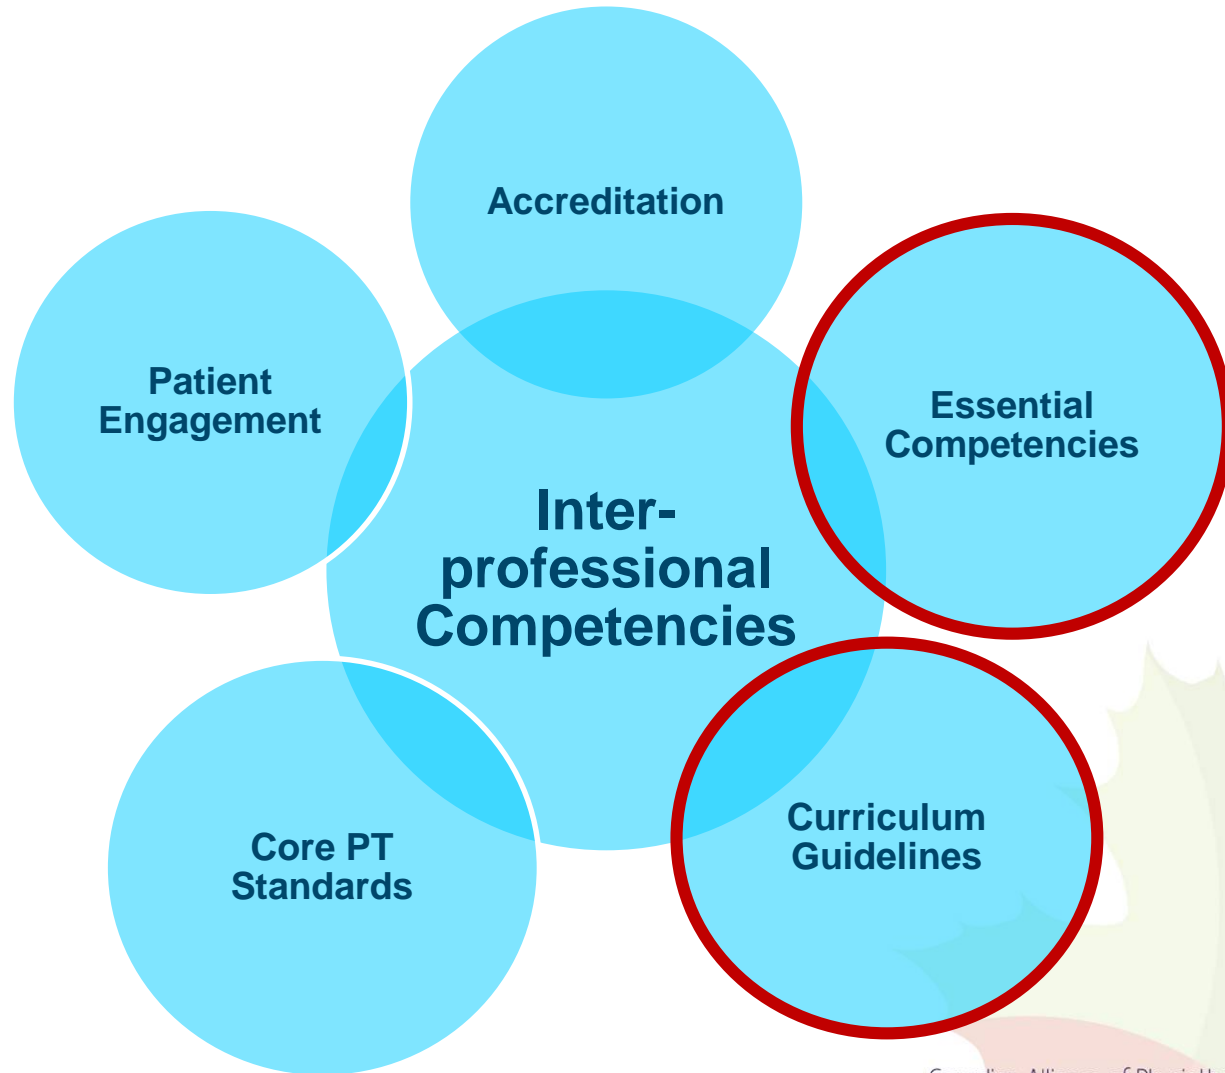 Accreditation
Patient
Engagement
Essential
Competencies
Inter-
professional
Competencies
Core PT
Standards
Curriculum
Guidelines